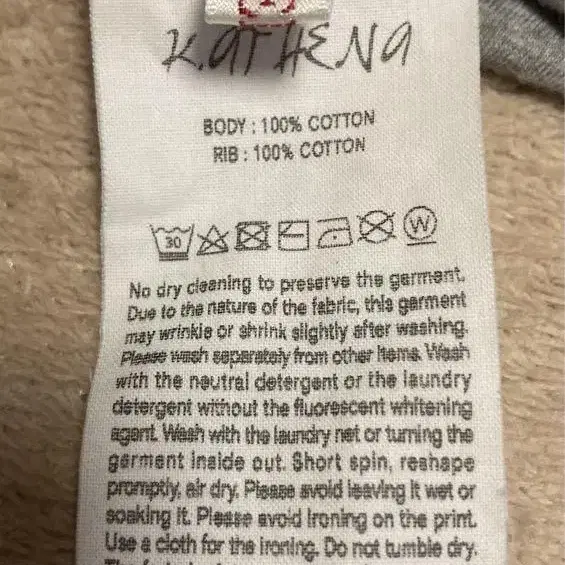 K.ATHENA
BODY : 100% COTTON
RIB : 100% COTTON
30
W
No dry cleaning to preserve the garment.
Due to the nature of the fabric, this garment
may wrinkle or shrink slightly after washing.
Please wash separately from other items. Wash
with the neutral detergent or the laundry
detergent without the fluorescent whitening
agent. Wash with the laundry net or turning the
garment inside out. Short spin, reshape
promptly, air dry. Please avoid leaving it wet or
soaking it. Please avoid ironing on the print.
Use a cloth for the ironing. Do not tumble dry.